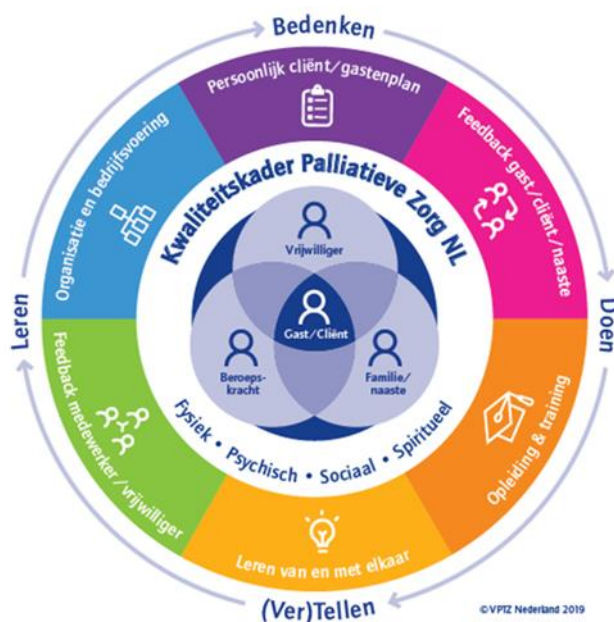 Bedenken
Persoonlijk cliënt/gastenplan
Feedback gast/cliënt/naaste
Doen
Opleiding & training
Leren van en met elkaar
(Ver)Tellen
Feedback medewerker/vrijwilliger
Leren
Organisatie en bedrijfsvoering
Kwaliteitskader Palliatieve Zorg NL
Vrijwilliger
Gast/Cliënt
Beroeps-
kracht
Familie/
naaste
Fysiek • Psychisch • Sociaal • Spiritueel
© VPTZ Nederland 2019